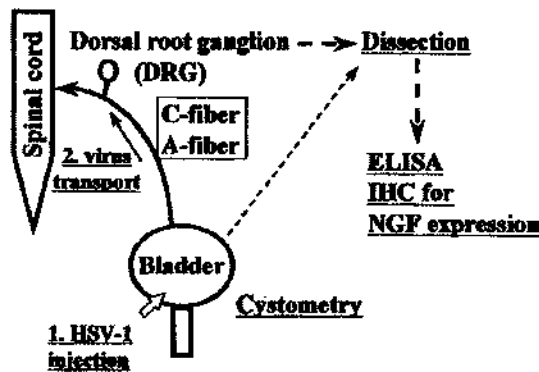 Spinal cord
Dorsal root ganglion
(DRG)
Dissection
C-fiber
A-fiber
2. virus
transport
ELISA
IHC for
NGF expression
Bladder
Cystometry
1. HSV-1
injection